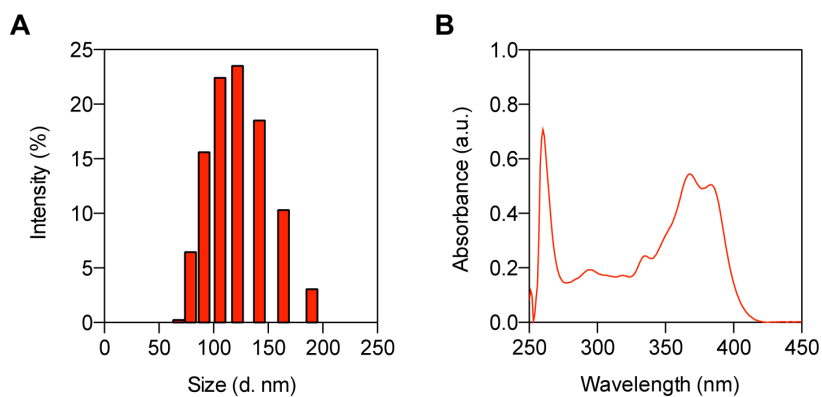 A
25
20
15
10
5
0
Intensity (%)
0 50 100 150 200 250
Size (d. nm)
B
1.0
0.8
0.6
0.4
0.2
0.0
Absorbance (a.u.)
250 300 350 400 450
Wavelength (nm)